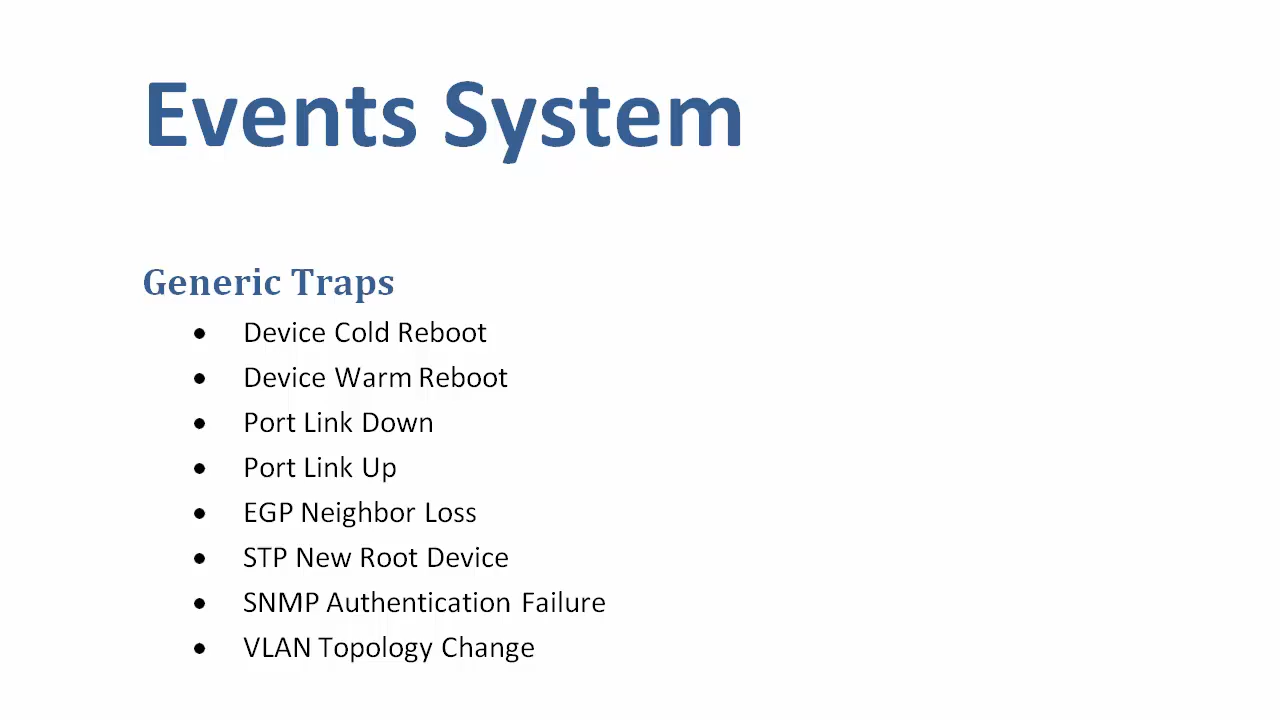 Events System
Generic Traps
• Device Cold Reboot
• Device Warm Reboot
• Port Link Down
• Port Link Up
• EGP Neighbor Loss
• STP New Root Device
• SNMP Authentication Failure
• VLAN Topology Change